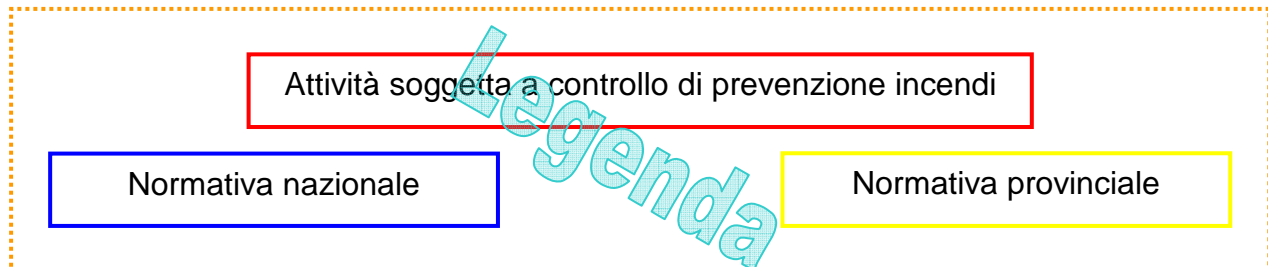 Attività soggetta a controllo di prevenzione incendi
Legenda
Normativa nazionale
Normativa provinciale